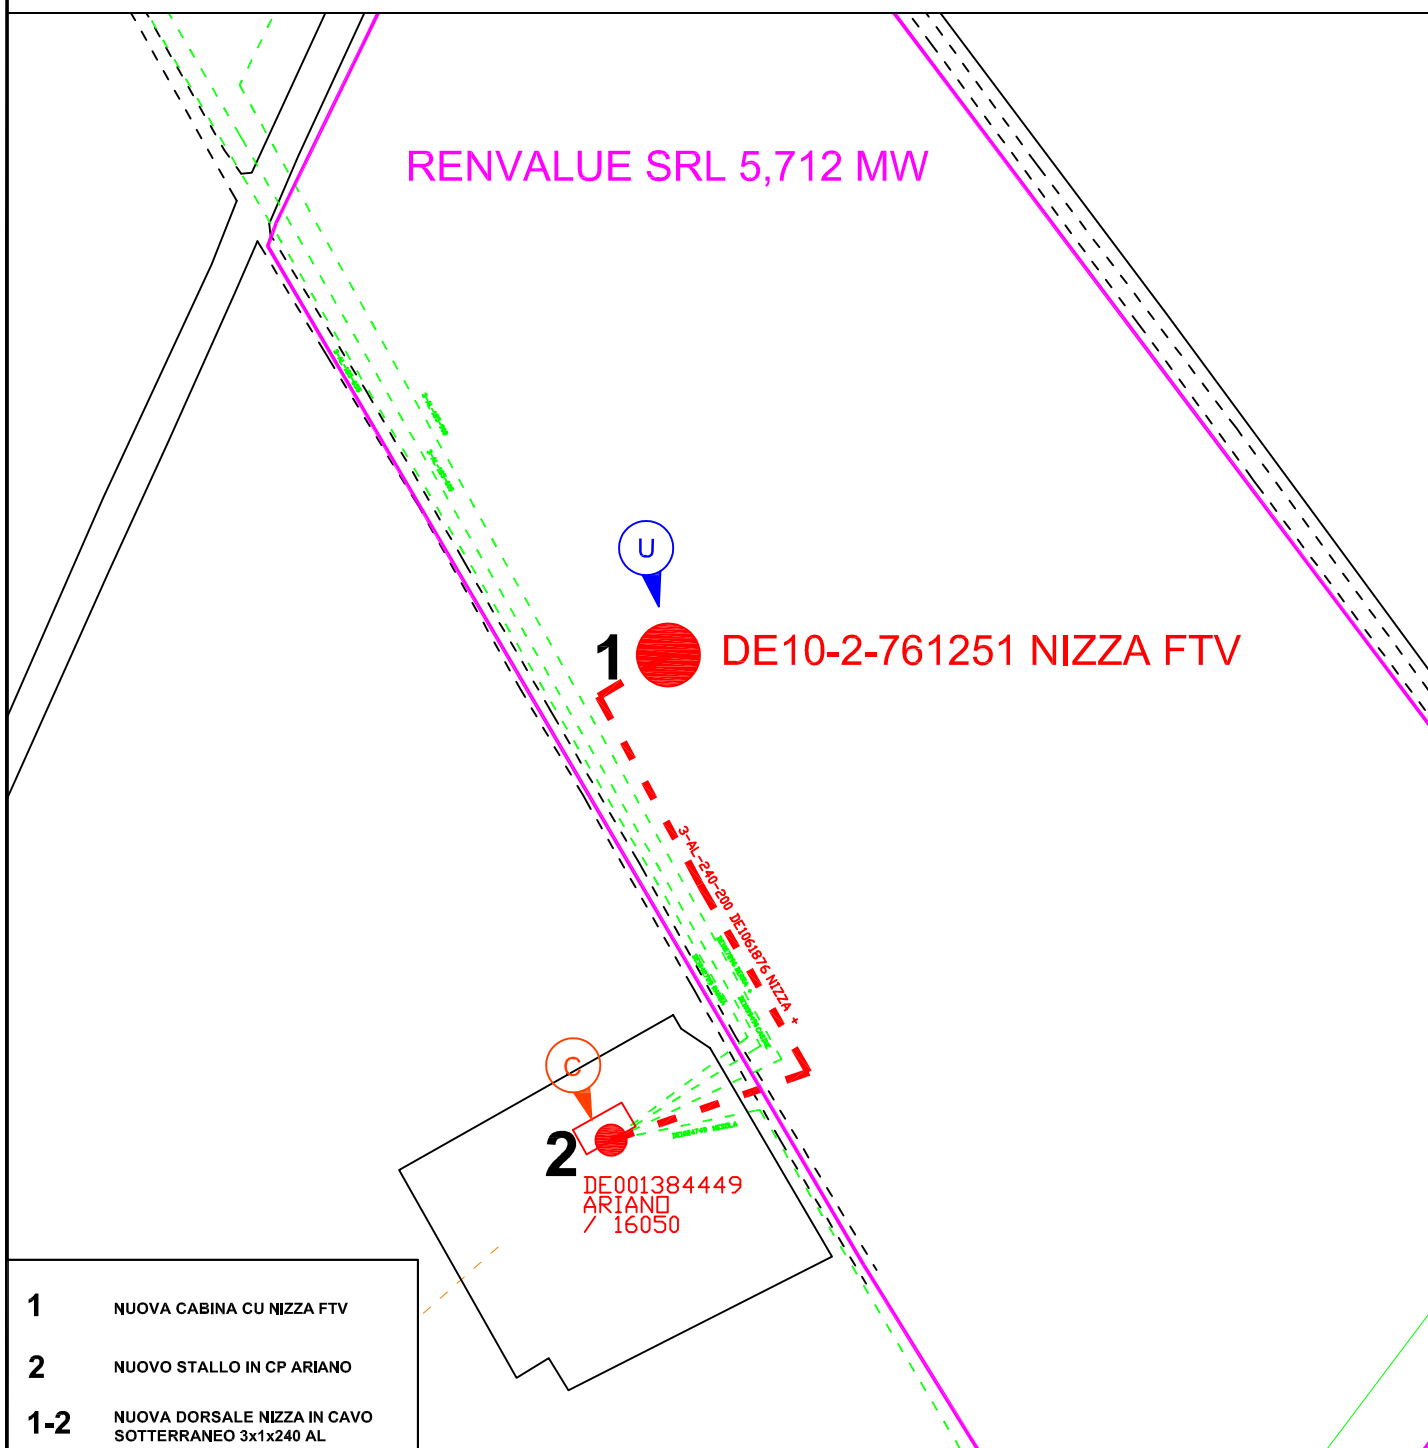 RENVALUE SRL 5,712 MW
U
1
DE10-2-761251 NIZZA FTV
3-AL-240-200 DE1061876 NIZZA +
C
2
DE001384449
ARIANO
/ 16050
1 NUOVA CABINA CU NIZZA FTV
2 NUOVO STALLO IN CP ARIANO
1-2 NUOVA DORSALE NIZZA IN CAVO
SOTTERRANEO 3x1x240 AL